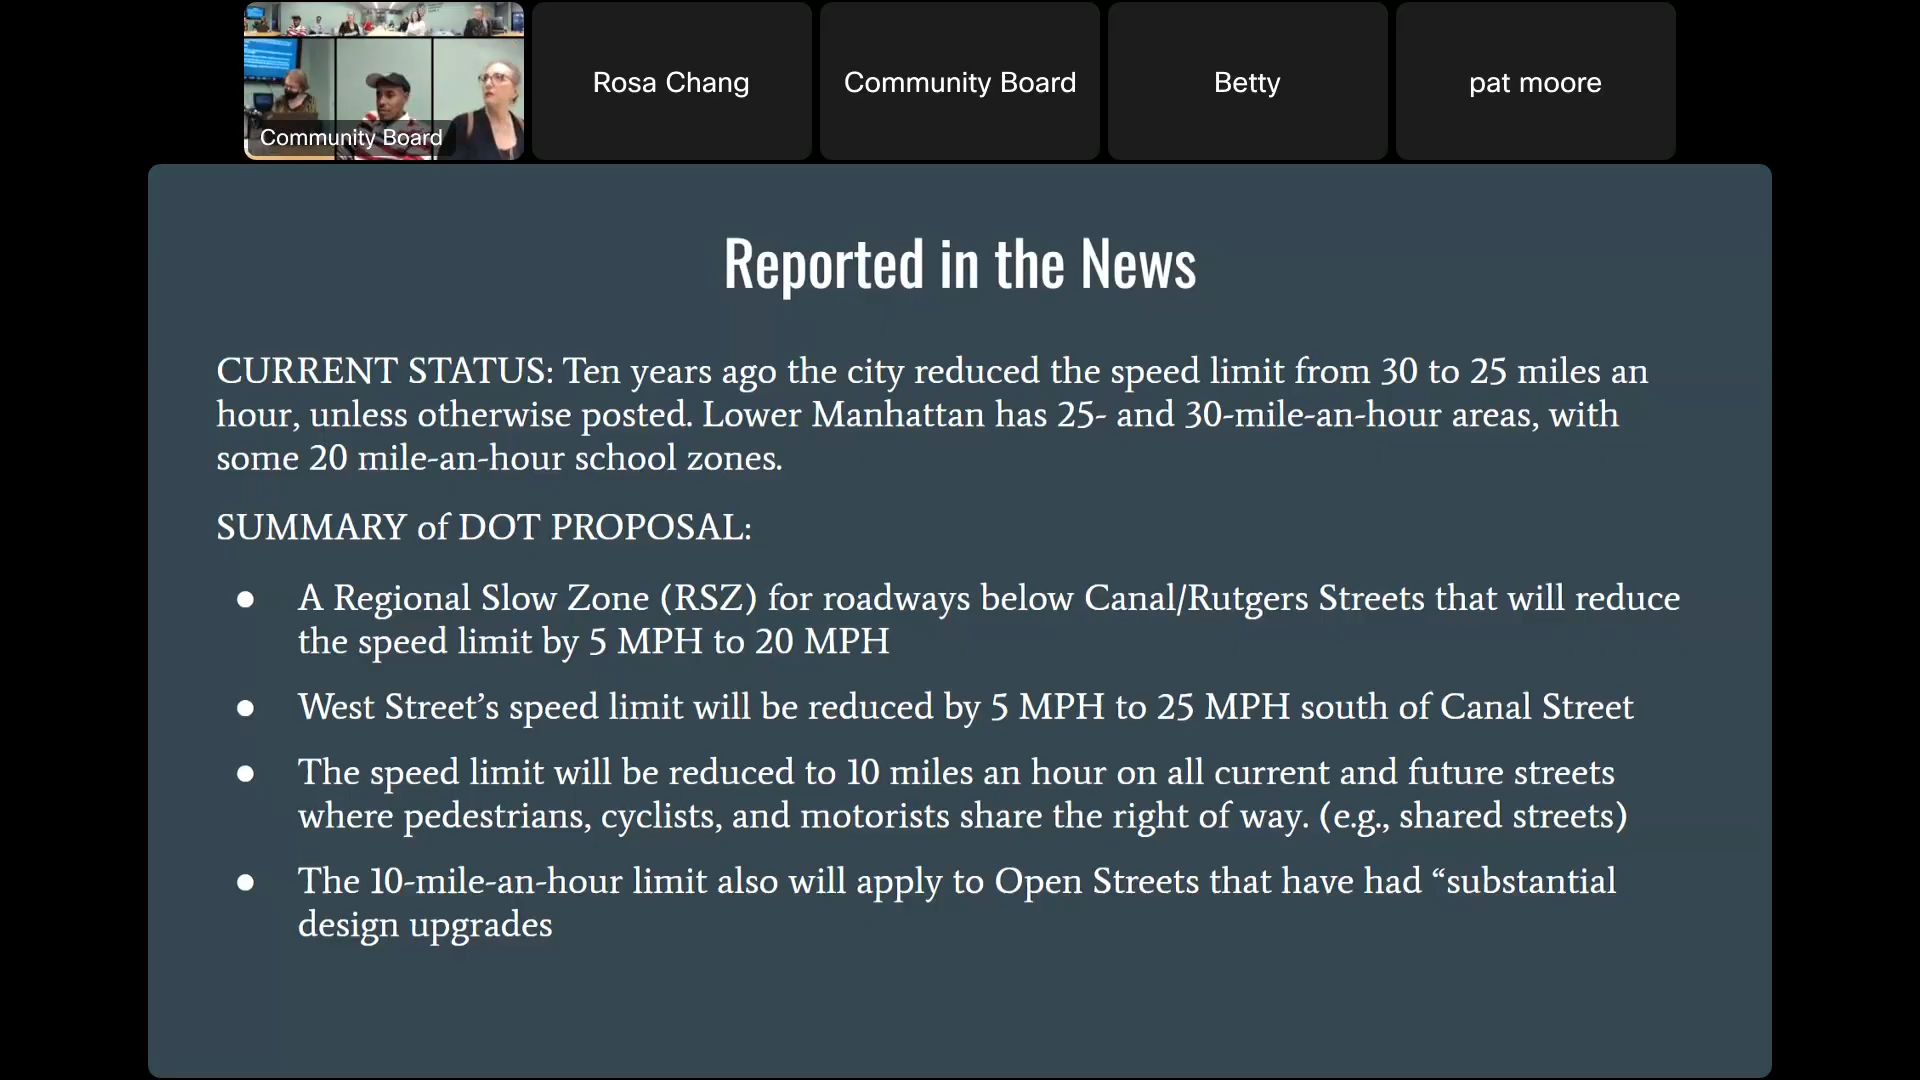 Community Board
Rosa Chang
Community Board
Betty
pat moore
Reported in the News
CURRENT STATUS: Ten years ago the city reduced the speed limit from 30 to 25 miles an
hour, unless otherwise posted. Lower Manhattan has 25- and 30-mile-an-hour areas, with
some 20 mile-an-hour school zones.
SUMMARY of DOT PROPOSAL:
● A Regional Slow Zone (RSZ) for roadways below Canal/Rutgers Streets that will reduce
the speed limit by 5 MPH to 20 MPH
● West Street’s speed limit will be reduced by 5 MPH to 25 MPH south of Canal Street
● The speed limit will be reduced to 10 miles an hour on all current and future streets
where pedestrians, cyclists, and motorists share the right of way. (e.g., shared streets)
● The 10-mile-an-hour limit also will apply to Open Streets that have had “substantial
design upgrades